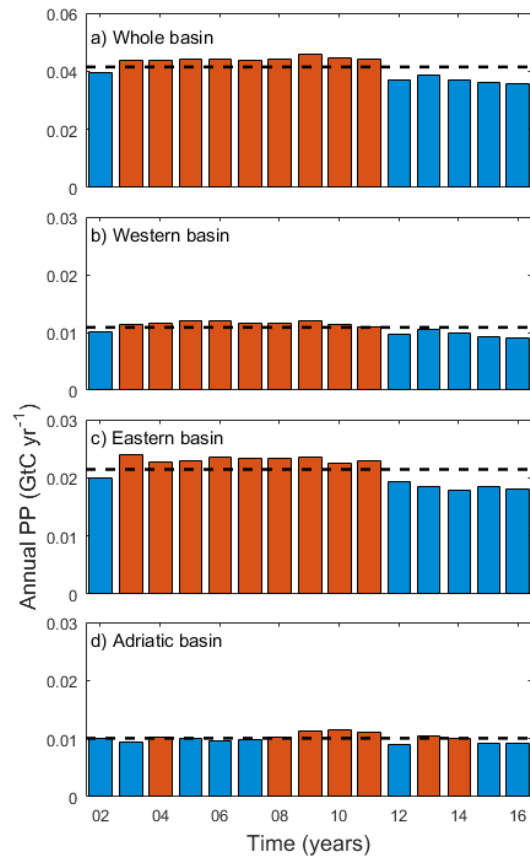 0.06
a) Whole basin
0.04
0.02
0
0.03
b) Western basin
0.02
0.01
0
Annual PP (GtC yr⁻¹)
0.03
c) Eastern basin
0.02
0.01
0
0.03
d) Adriatic basin
0.02
0.01
0
02 04 06 08 10 12 14 16
Time (years)